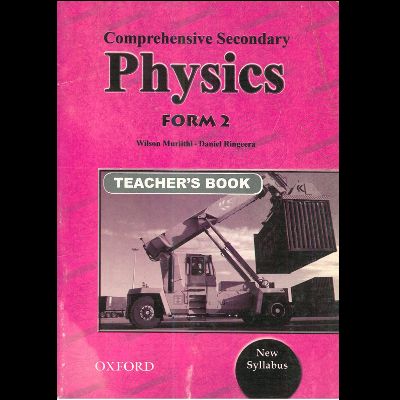 Comprehensive Secondary
Physics
FORM 2
Wilson Muriithi - Daniel Ringeera
TEACHER'S BOOK
New
Syllabus
OXFORD